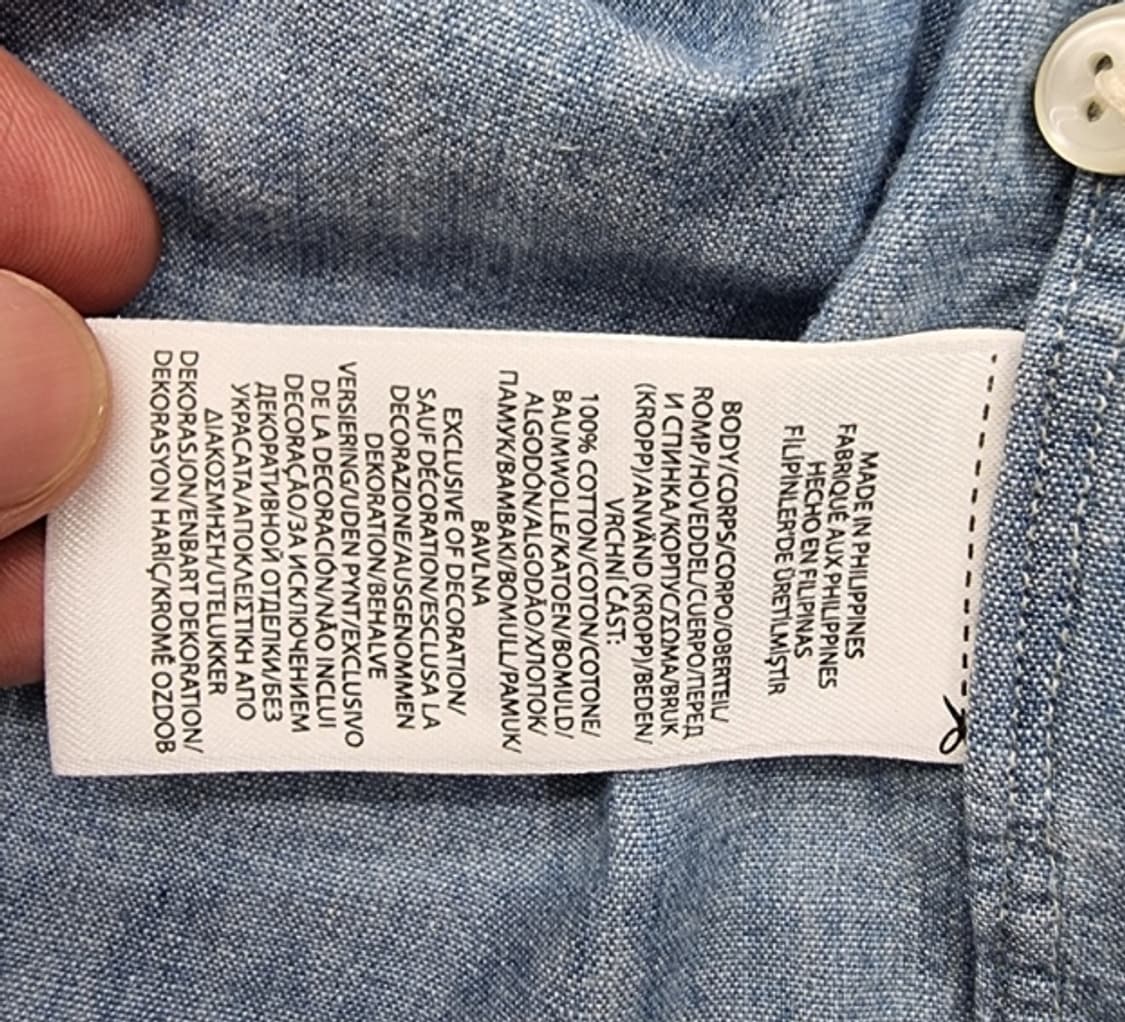 MADE IN PHILIPPINES
FABRIQUÉ AUX PHILIPPINES
HECHO EN FILIPINAS
FİLİPİNLER'DE ÜRETİLMİŞTİR
BODY/CORPS/CORPO/OBERTEIL/
ROMP/HOVEDDEL/CUERPO/ПЕРЕД
И СПИНКА/КОРПУС/ΣΩΜΑ/BRUK
(KROPP)/ANVÄND (KROPP)/BEDEN/
VRCHNÍ ČÁST:
100% COTTON/COTON/COTONE/
BAUMWOLLE/KATOEN/BOMULD/
ALGODÓN/ALGODÃO/ХЛОПОК/
ПАМУК/ΒΑΜΒΑΚΙ/BOMULL/PAMUK/
BAVLNA
EXCLUSIVE OF DECORATION/
SAUF DÉCORATION/ESCLUSA LA
DECORAZIONE/AUSGENOMMEN
DEKORATION/BEHALVE
VERSIERING/UDEN PYNT/EXCLUSIVO
DE LA DECORACIÓN/NÃO INCLUI
DECORAÇÃO/ЗА ИСКЛЮЧЕНИЕМ
ДЕКОРАТИВНОЙ ОТДЕЛКИ/БЕЗ
УКРАСАТА/ΑΠΟΚΛΕΙΣΤΙΚΗ ΑΠΟ
ΔΙΑΚΟΣΜΗΣΗ/UTELUKKER
DEKORASJON/ENBART DEKORATION/
DEKORASYON HARİÇ/KROMĚ OZDOB